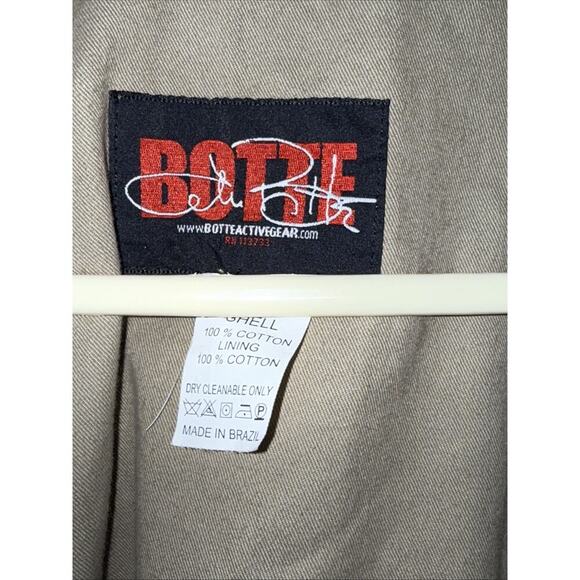 BOTTE
www.BOTTEACTIVEGEAR.com
RN 113733
SHELL
100 % COTTON
LINING
100 % COTTON
DRY CLEANABLE ONLY
MADE IN BRAZIL